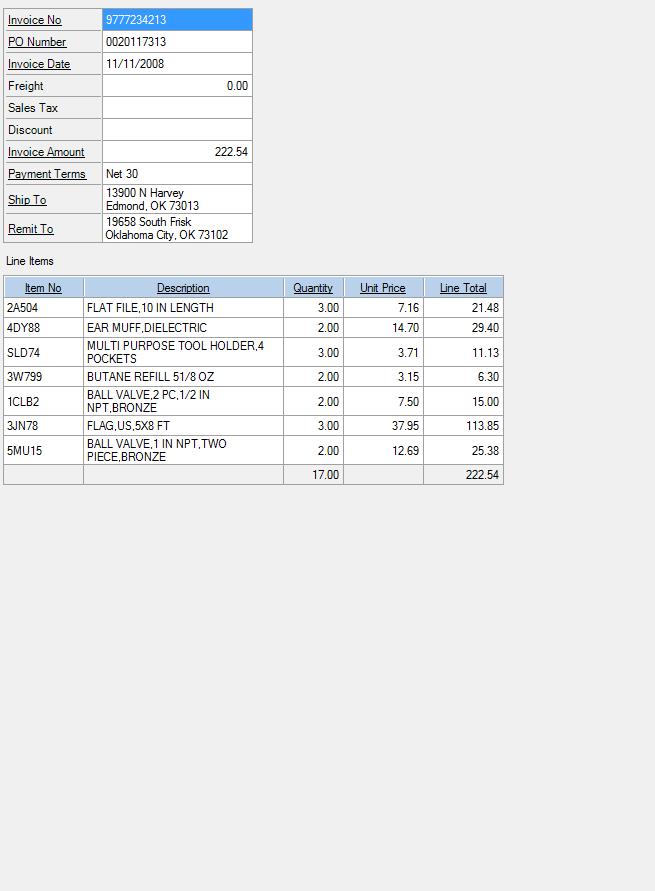 Invoice No 9777234213
PO Number 0020117313
Invoice Date 11/11/2008
Freight 0.00
Sales Tax
Discount
Invoice Amount 222.54
Payment Terms Net 30
Ship To 13900 N Harvey
Edmond, OK 73013
Remit To 19658 South Frisk
Oklahoma City, OK 73102
Line Items
Item No Description Quantity Unit Price Line Total
2A504 FLAT FILE,10 IN LENGTH 3.00 7.16 21.48
4DY88 EAR MUFF,DIELECTRIC 2.00 14.70 29.40
SLD74 MULTI PURPOSE TOOL HOLDER,4 3.00 3.71 11.13
POCKETS
3W799 BUTANE REFILL 51/8 OZ 2.00 3.15 6.30
1CLB2 BALL VALVE,2 PC,1/2 IN 2.00 7.50 15.00
NPT,BRONZE
3JN78 FLAG,US,5X8 FT 3.00 37.95 113.85
5MU15 BALL VALVE,1 IN NPT,TWO 2.00 12.69 25.38
PIECE,BRONZE
17.00 222.54